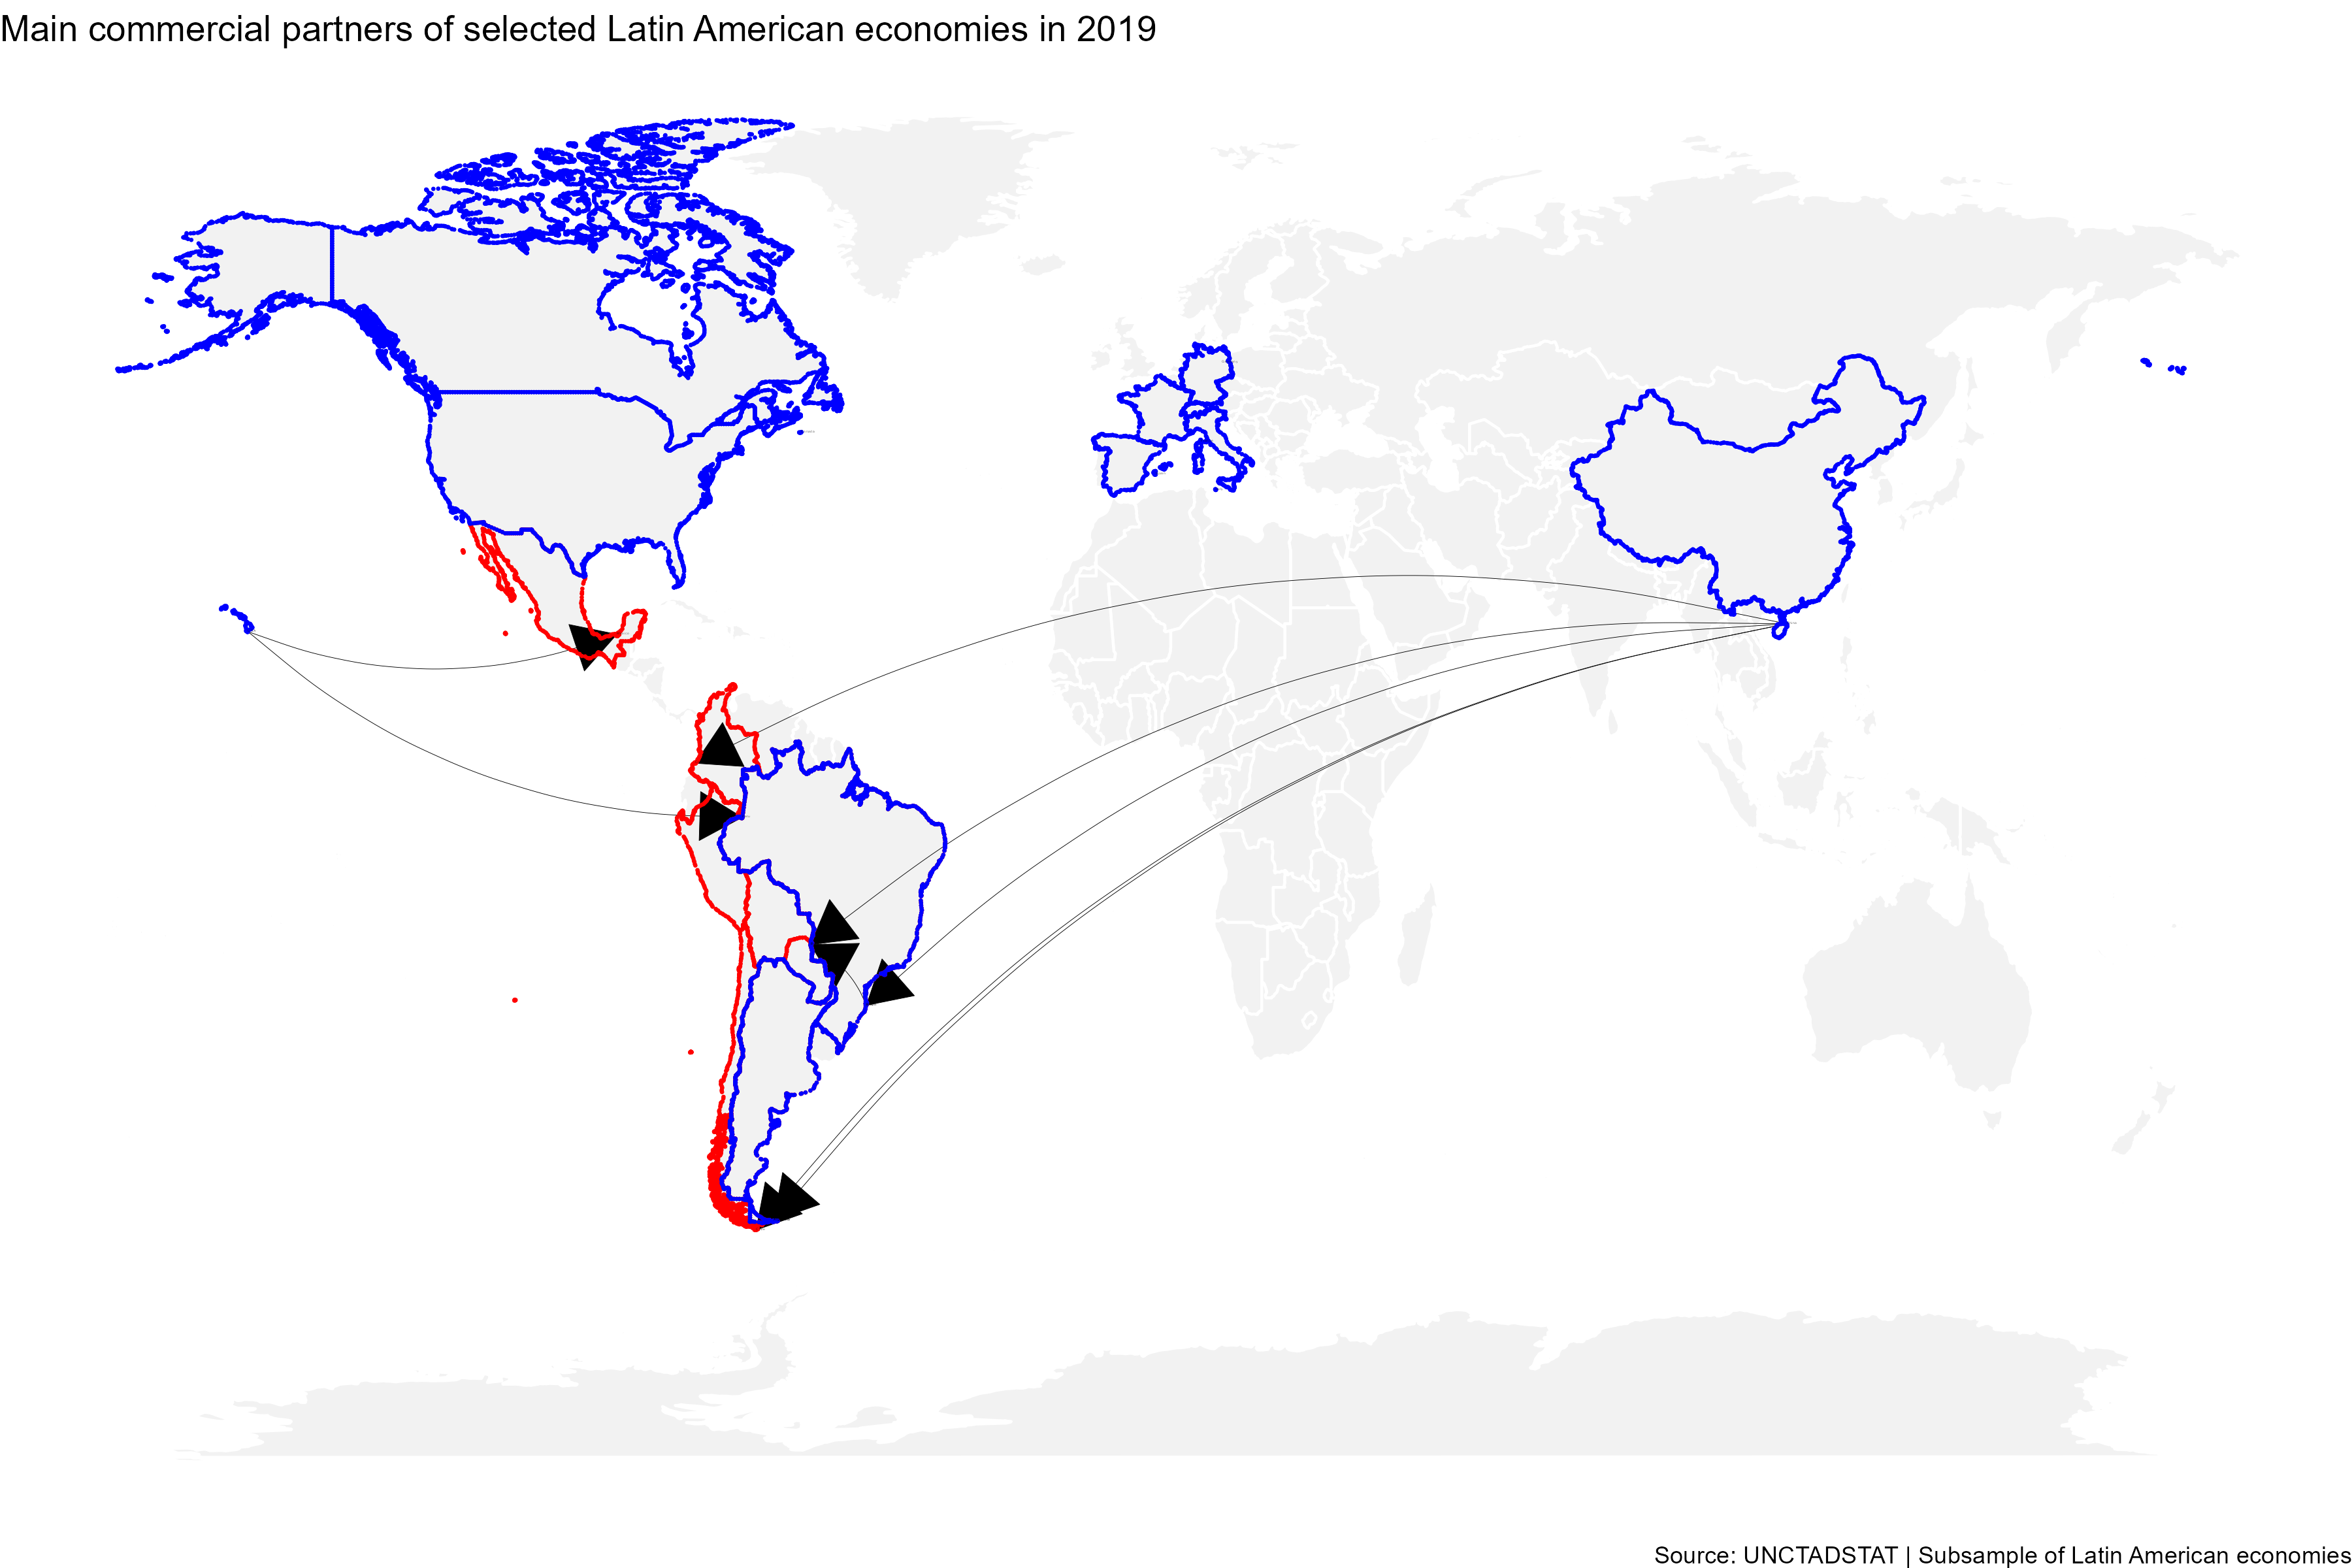 Main commercial partners of selected Latin American economies in 2019
Source: UNCTADSTAT | Subsample of Latin American economies